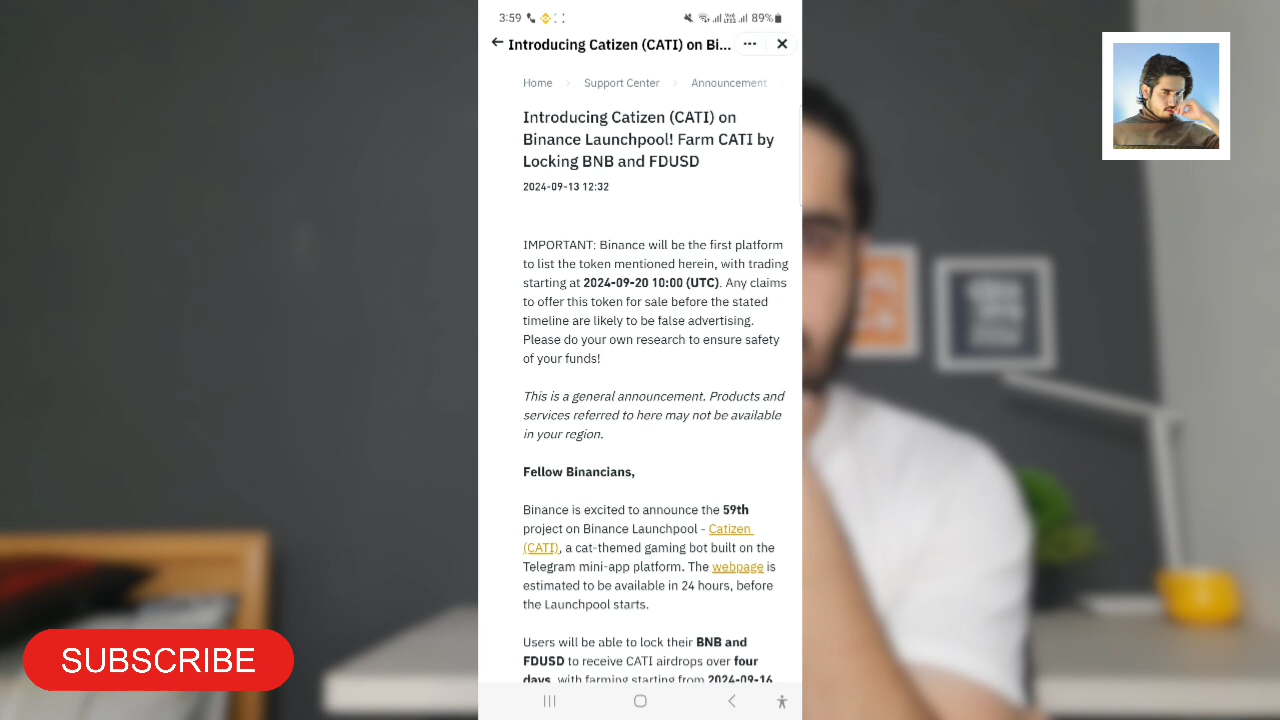 3:59
89%
Introducing Catizen (CATI) on Bi...
Home > Support Center > Announcement
Introducing Catizen (CATI) on
Binance Launchpool! Farm CATI by
Locking BNB and FDUSD
2024-09-13 12:32
IMPORTANT: Binance will be the first platform
to list the token mentioned herein, with trading
starting at 2024-09-20 10:00 (UTC). Any claims
to offer this token for sale before the stated
timeline are likely to be false advertising.
Please do your own research to ensure safety
of your funds!
This is a general announcement. Products and
services referred to here may not be available
in your region.
Fellow Binancians,
Binance is excited to announce the 59th
project on Binance Launchpool - Catizen
(CATI), a cat-themed gaming bot built on the
Telegram mini-app platform. The webpage is
estimated to be available in 24 hours, before
the Launchpool starts.
Users will be able to lock their BNB and
FDUSD to receive CATI airdrops over four
days, with farming starting from 2024-09-16
SUBSCRIBE